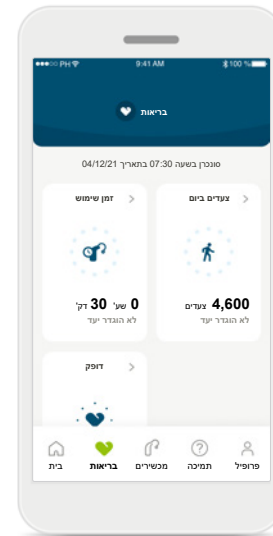 PH 9:41 AM 100 %
בריאות
סונכרן בשעה 07:30 בתאריך 04/12/21
צעדים ביום
4,600 צעדים
לא הוגדר יעד
זמן שימוש
0 שע' 30 דק'
לא הוגדר יעד
דופק
פרופיל תמיכה מכשירים בריאות בית